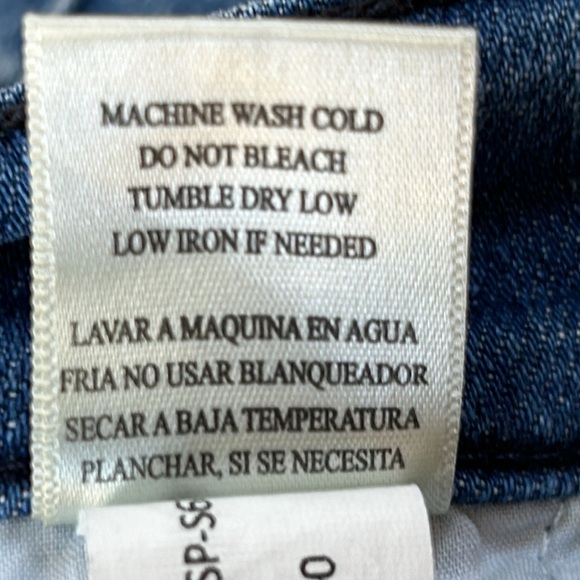 MACHINE WASH COLD
DO NOT BLEACH
TUMBLE DRY LOW
LOW IRON IF NEEDED
LAVAR A MAQUINA EN AGUA
FRIA NO USAR BLANQUEADOR
SECAR A BAJA TEMPERATURA
PLANCHAR, SI SE NECESITA